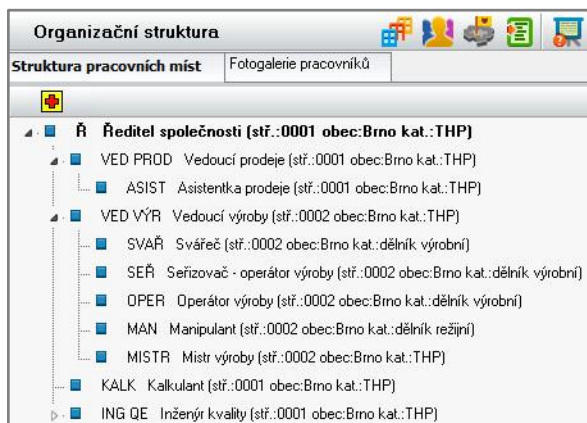 Organizační struktura
Struktura pracovních míst Fotogalerie pracovníků
Ř Ředitel společnosti (stř.:0001 obec:Brno kat.:THP)
VED PROD Vedoucí prodeje (stř.:0001 obec:Brno kat.:THP)
ASIST Asistentka prodeje (stř.:0001 obec:Brno kat.:THP)
VED VÝR Vedoucí výroby (stř.:0002 obec:Brno kat.:THP)
SVAŘ Svářeč (stř.:0002 obec:Brno kat.:dělník výrobní)
SEŘ Seřizovač - operátor výroby (stř.:0002 obec:Brno kat.:dělník výrobní)
OPER Operátor výroby (stř.:0002 obec:Brno kat.:dělník výrobní)
MAN Manipulant (stř.:0002 obec:Brno kat.:dělník režijní)
MISTR Mistr výroby (stř.:0002 obec:Brno kat.:THP)
KALK Kalkulant (stř.:0001 obec:Brno kat.:THP)
ING QE Inženýr kvality (stř.:0001 obec:Brno kat.:THP)